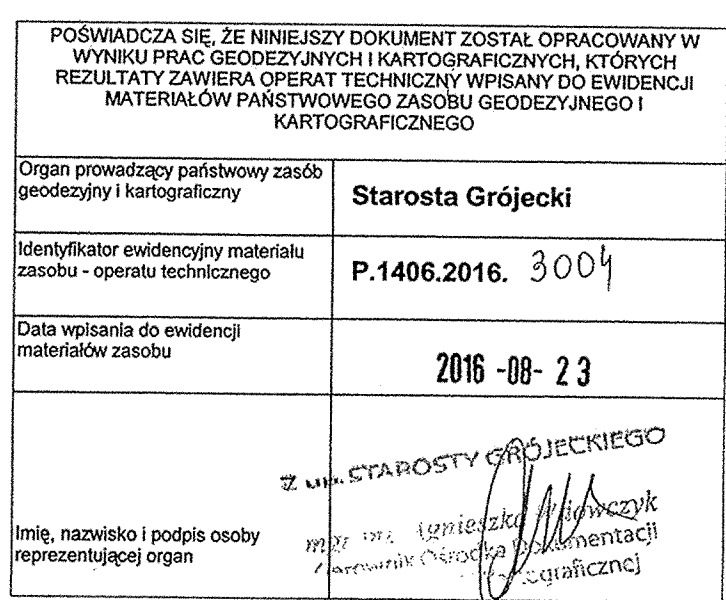 POŚWIADCZA SIĘ, ŻE NINIEJSZY DOKUMENT ZOSTAŁ OPRACOWANY W
WYNIKU PRAC GEODEZYJNYCH I KARTOGRAFICZNYCH, KTÓRYCH
REZULTATY ZAWIERA OPERAT TECHNICZNY WPISANY DO EWIDENCJI
MATERIAŁÓW PAŃSTWOWEGO ZASOBU GEODEZYJNEGO I
KARTOGRAFICZNEGO
Organ prowadzący państwowy zasób
geodezyjny i kartograficzny
Starosta Grójecki
Identyfikator ewidencyjny materiału
zasobu - operatu technicznego
P.1406.2016. 3004
Data wpisania do ewidencji
materiałów zasobu
2016 -08- 23
Imię, nazwisko i podpis osoby
reprezentującej organ
Z up. STAROSTY GRÓJECKIEGO
mgr inż. Agnieszka
Kierownik Ośrodka Dokumentacji